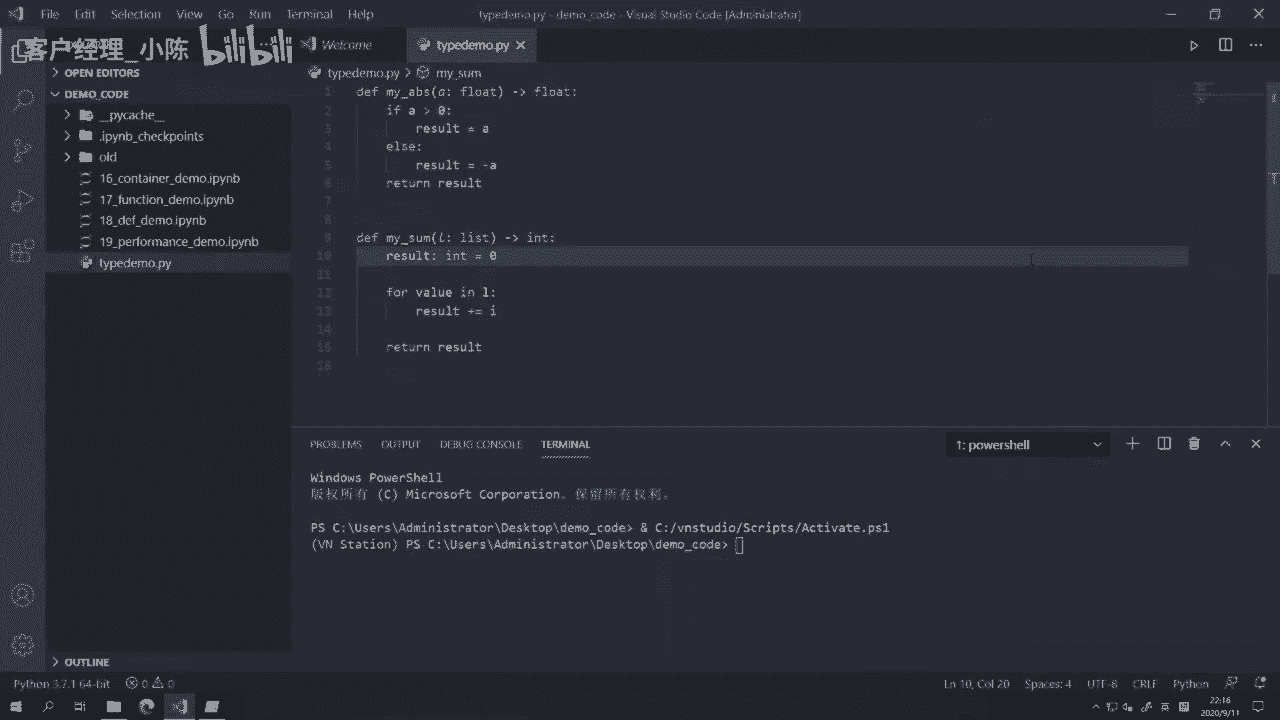 File Edit Selection View Go Run Terminal Help
typedemo.py - demo_code - Visual Studio Code [Administrator]
客户经理_小陈 bilibili
Welcome
typedemo.py
OPEN EDITORS
DEMO_CODE
__pycache__
.ipynb_checkpoints
old
16_container_demo.ipynb
17_function_demo.ipynb
18_def_demo.ipynb
19_performance_demo.ipynb
typedemo.py
OUTLINE
typedemo.py > my_sum
1 def my_abs(a: float) -> float:
2 if a > 0:
3 result = a
4 else:
5 result = -a
6 return result
7
8
9 def my_sum(l: list) -> int:
10 result: int = 0
11
12 for value in l:
13 result += i
14
15 return result
16
PROBLEMS OUTPUT DEBUG CONSOLE TERMINAL
1: powershell
Windows PowerShell
版权所有 (C) Microsoft Corporation。保留所有权利。
PS C:\Users\Administrator\Desktop\demo_code> & C:/vnstudio/Scripts/Activate.ps1
(VN Station) PS C:\Users\Administrator\Desktop\demo_code>
Python 3.7.1 64-bit 0 0
Ln 10, Col 20 Spaces: 4 UTF-8 CRLF Python
英
22:16
2020/9/11